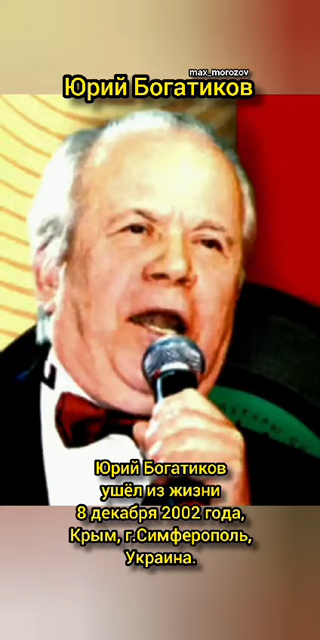 max_morozov
Юрий Богатиков
Юрий Богатиков
ушёл из жизни
8 декабря 2002 года,
Крым, г.Симферополь,
Украина.